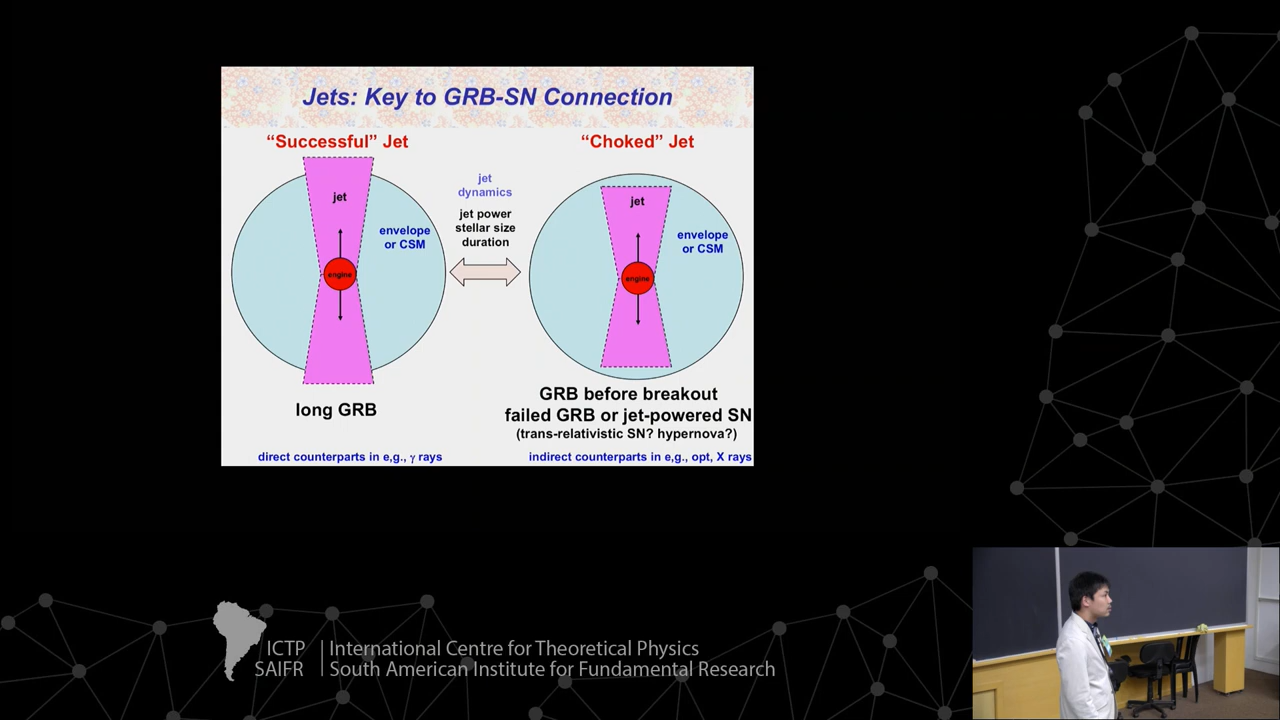 Jets: Key to GRB-SN Connection
“Successful” Jet
“Choked” Jet
jet
jet
dynamics
jet
jet power
stellar size
duration
envelope
or CSM
envelope
or CSM
engine
engine
long GRB
GRB before breakout
failed GRB or jet-powered SN
(trans-relativistic SN? hypernova?)
direct counterparts in e,g., γ rays
indirect counterparts in e,g., opt, X rays
ICTP
SAIFR
International Centre for Theoretical Physics
South American Institute for Fundamental Research